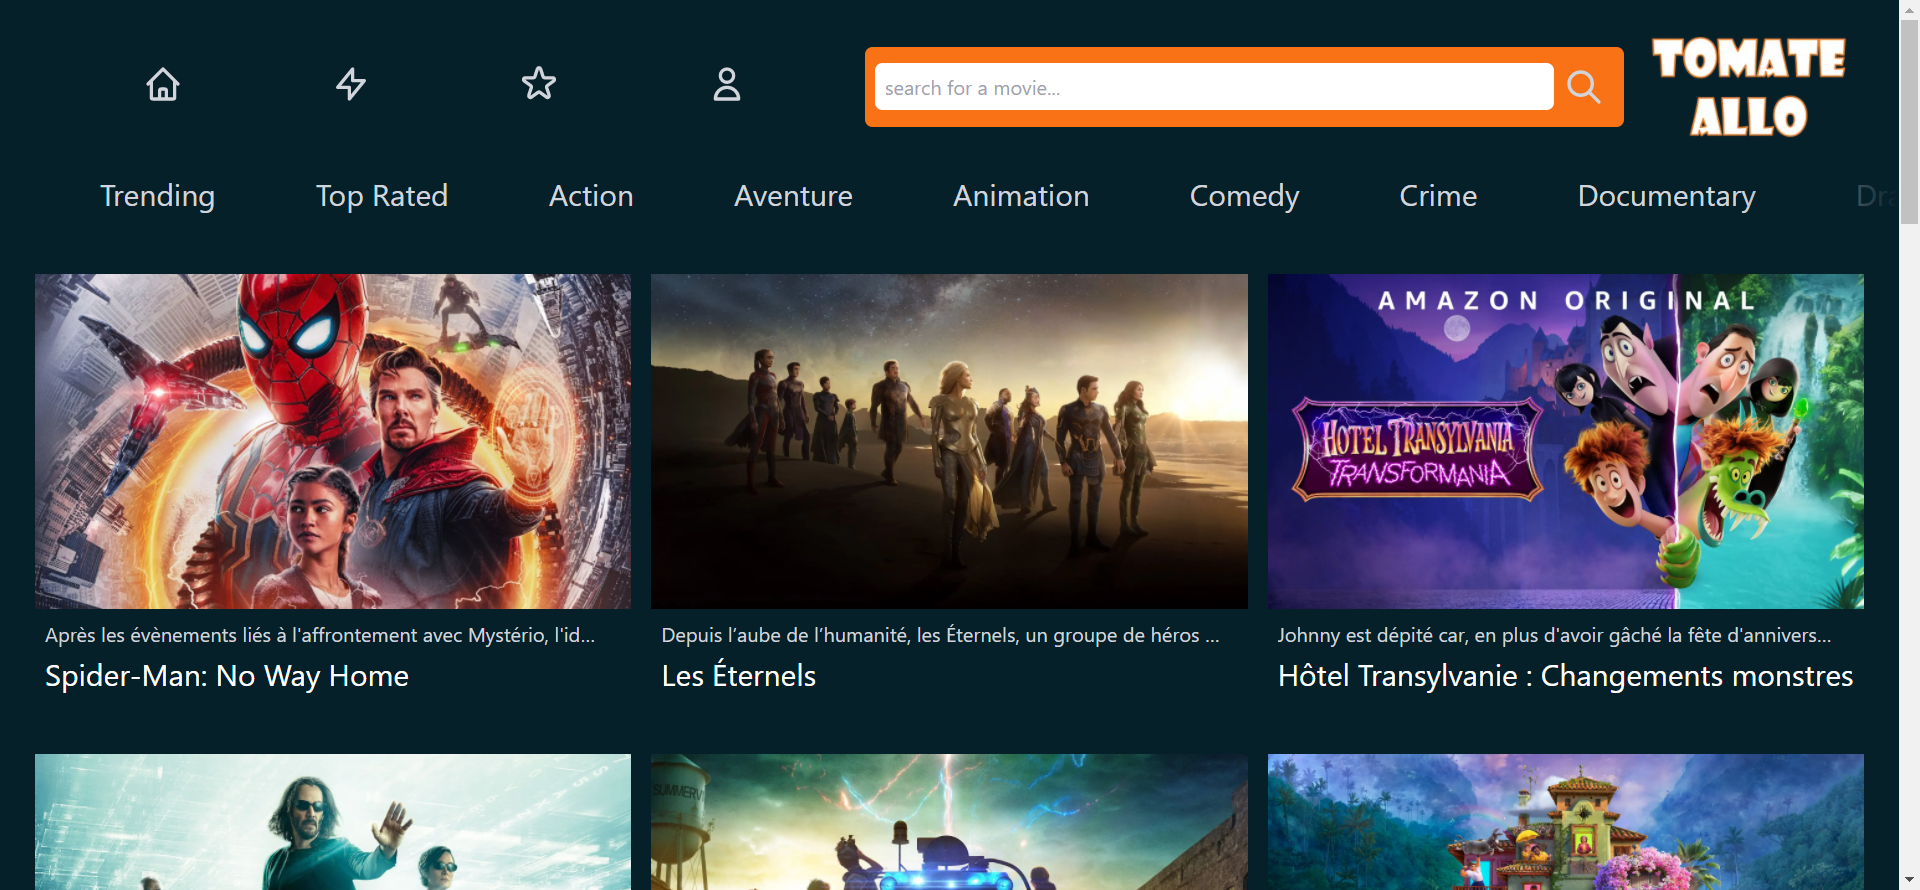 search for a movie...
TOMATE
ALLO
Trending
Top Rated
Action
Aventure
Animation
Comedy
Crime
Documentary
AMAZON ORIGINAL
HOTEL TRANSYLVANIA
TRANSFORMANIA
Après les évènements liés à l'affrontement avec Mystério, l'id...
Spider-Man: No Way Home
Depuis l’aube de l’humanité, les Éternels, un groupe de héros ...
Les Éternels
Johnny est dépité car, en plus d'avoir gâché la fête d'annivers...
Hôtel Transylvanie : Changements monstres